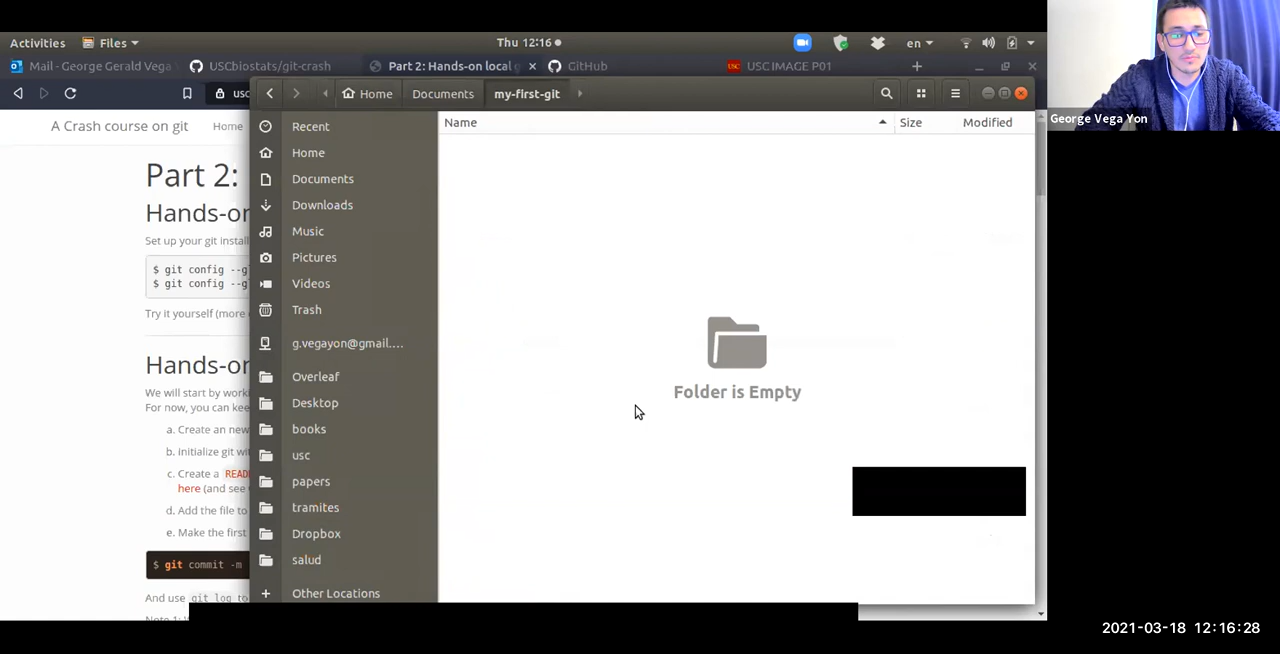 Activities
Files
Thu 12:16
en
Mail - George Gerald Vega
USCbiostats/git-crash
Part 2: Hands-on local g
GitHub
USC IMAGE P01
usc
Home
Documents
my-first-git
A Crash course on git
Home
Name
Size
Modified
Recent
Home
Documents
Downloads
Music
Pictures
Videos
Trash
g.vegayon@gmail....
Overleaf
Desktop
books
usc
papers
tramites
Dropbox
salud
Other Locations
Folder is Empty
Part 2:
Hands-on
Set up your git install
$ git config --g
$ git config --g
Try it yourself (more
Hands-on
We will start by worki
For now, you can kee
a. Create an new
b. Initialize git wit
c. Create a READ
here (and see
d. Add the file to
e. Make the first
$ git commit -m
And use git log to
George Vega Yon
2021-03-18 12:16:28